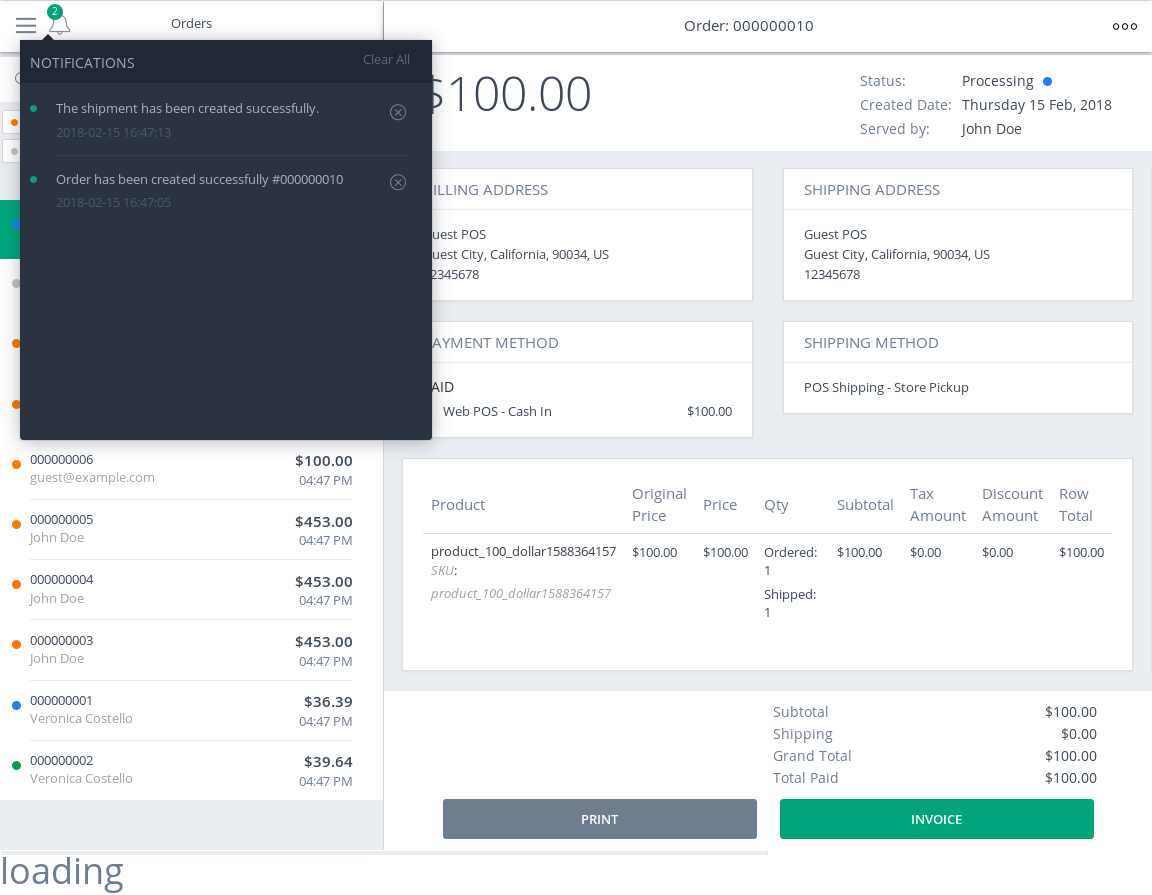 2
Orders
Order: 000000010
NOTIFICATIONS
Clear All
The shipment has been created successfully.
2018-02-15 16:47:13
Order has been created successfully #000000010
2018-02-15 16:47:05
$100.00
Status: Processing
Created Date: Thursday 15 Feb, 2018
Served by: John Doe
ILLING ADDRESS
uest POS
uest City, California, 90034, US
2345678
SHIPPING ADDRESS
Guest POS
Guest City, California, 90034, US
12345678
AYMENT METHOD
AID
Web POS - Cash In $100.00
SHIPPING METHOD
POS Shipping - Store Pickup
000000006 $100.00
guest@example.com 04:47 PM
000000005 $453.00
John Doe 04:47 PM
000000004 $453.00
John Doe 04:47 PM
000000003 $453.00
John Doe 04:47 PM
000000001 $36.39
Veronica Costello 04:47 PM
000000002 $39.64
Veronica Costello 04:47 PM
Product Original Price Price Qty Subtotal Tax Amount Discount Amount Row Total
product_100_dollar1588364157 $100.00 $100.00 Ordered: $100.00 $0.00 $0.00 $100.00
SKU: 1
product_100_dollar1588364157 Shipped:
1
Subtotal $100.00
Shipping $0.00
Grand Total $100.00
Total Paid $100.00
PRINT
INVOICE
loading